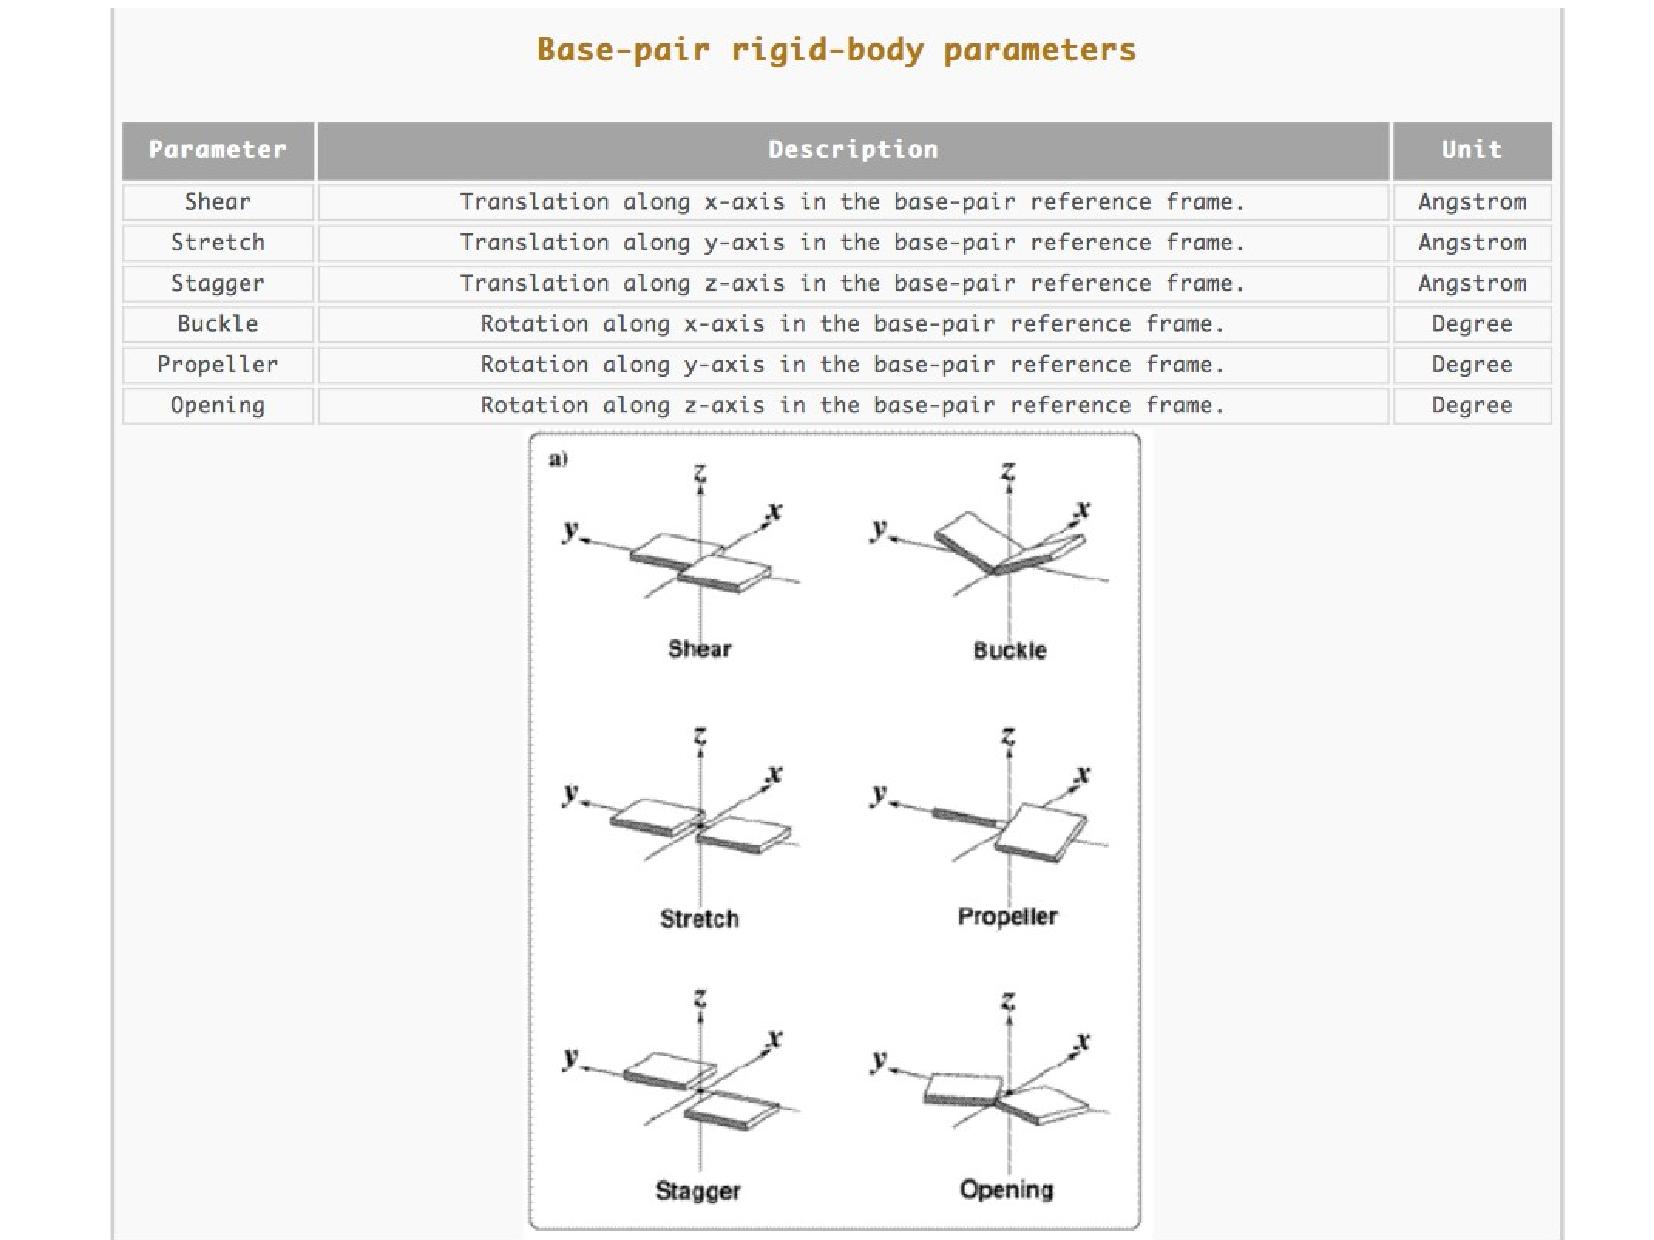 Base-pair rigid-body parameters
Parameter Description Unit
Shear Translation along x-axis in the base-pair reference frame. Angstrom
Stretch Translation along y-axis in the base-pair reference frame. Angstrom
Stagger Translation along z-axis in the base-pair reference frame. Angstrom
Buckle Rotation along x-axis in the base-pair reference frame. Degree
Propeller Rotation along y-axis in the base-pair reference frame. Degree
Opening Rotation along z-axis in the base-pair reference frame. Degree
a)
z z
x x
y y
Shear Buckle
z z
x x
y y
Stretch Propeller
z z
x x
y y
Stagger Opening